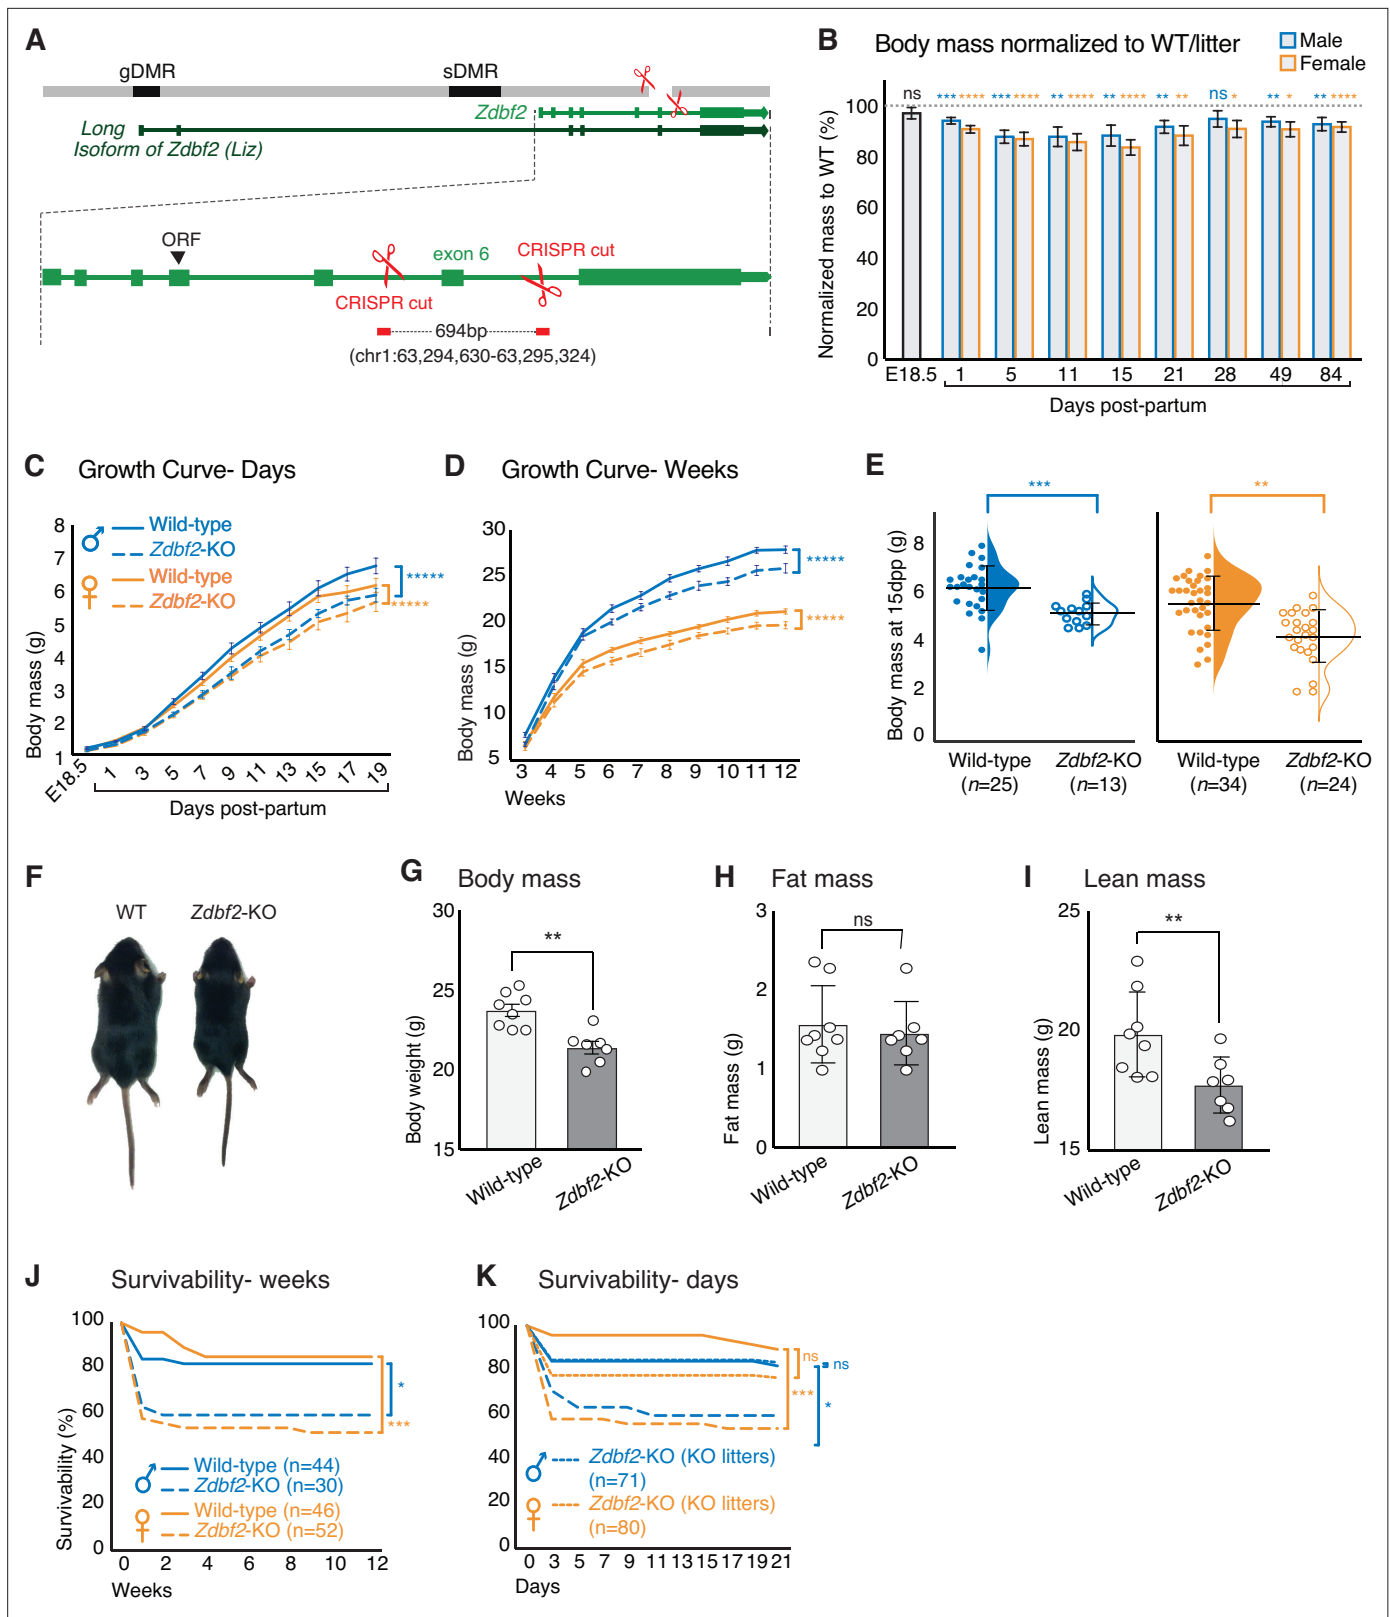 A
gDMR
sDMR
Zdbf2
Long
Isoform of Zdbf2 (Liz)
ORF
exon 6
CRISPR cut
CRISPR cut
694bp
(chr1:63,294,630-63,295,324)
B Body mass normalized to WT/litter
Male
Female
Normalized mass to WT (%)
100
80
60
40
20
0
ns *** **** *** **** ** **** ** **** ** ** ns * ** * ** ****
E18.5 1 5 11 15 21 28 49 84
Days post-partum
C Growth Curve- Days
♂ Wild-type
Zdbf2-KO
♀ Wild-type
Zdbf2-KO
Body mass (g)
8
7
6
5
4
3
2
1
*****
*****
E18.5 1 3 5 7 9 11 13 15 17 19
Days post-partum
D Growth Curve- Weeks
Body mass (g)
30
25
20
15
10
5
*****
*****
3 4 5 6 7 8 9 10 11 12
Weeks
E
Body mass at 15dpp (g)
8
6
4
2
0
***
**
Wild-type Zdbf2-KO Wild-type Zdbf2-KO
(n=25) (n=13) (n=34) (n=24)
F
WT Zdbf2-KO
G Body mass
Body weight (g)
30
25
20
15
**
Wild-type Zdbf2-KO
H Fat mass
Fat mass (g)
3
2
1
0
ns
Wild-type Zdbf2-KO
I Lean mass
Lean mass (g)
25
20
15
**
Wild-type Zdbf2-KO
J Survivability- weeks
Survivability (%)
100
80
60
40
20
0
*
***
♂ Wild-type (n=44)
Zdbf2-KO (n=30)
♀ Wild-type (n=46)
Zdbf2-KO (n=52)
0 2 4 6 8 10 12
Weeks
K Survivability- days
100
80
60
40
20
0
ns
ns
***
*
♂ Zdbf2-KO (KO litters)
(n=71)
♀ Zdbf2-KO (KO litters)
(n=80)
0 3 5 7 9 11 13 15 17 19 21
Days